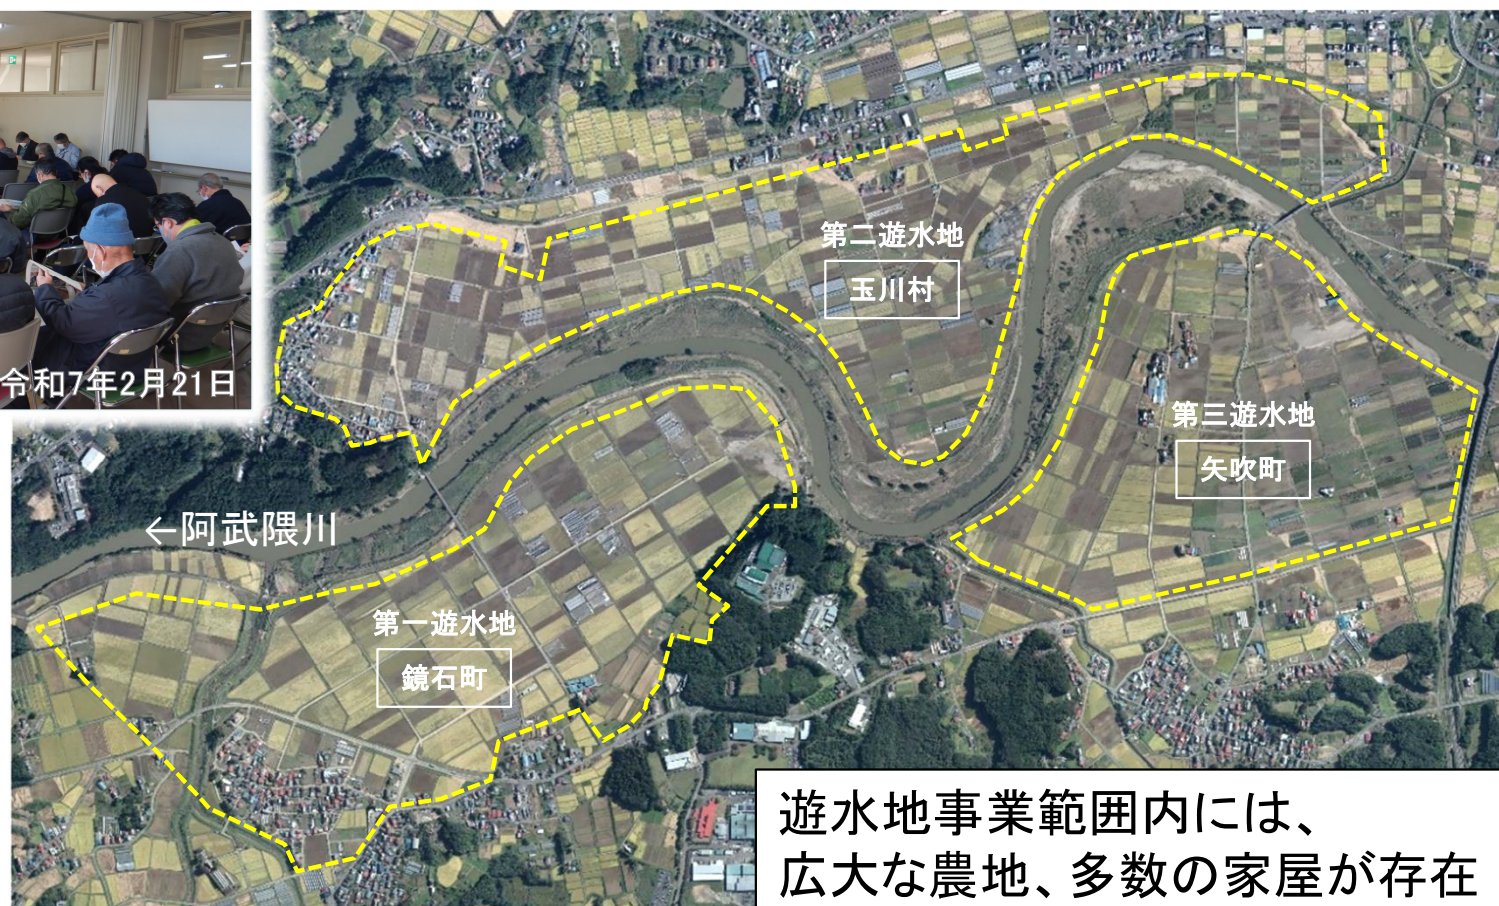 令和7年2月21日
第二遊水地
玉川村
第三遊水地
矢吹町
←阿武隈川
第一遊水地
鏡石町
遊水地事業範囲内には、
広大な農地、多数の家屋が存在